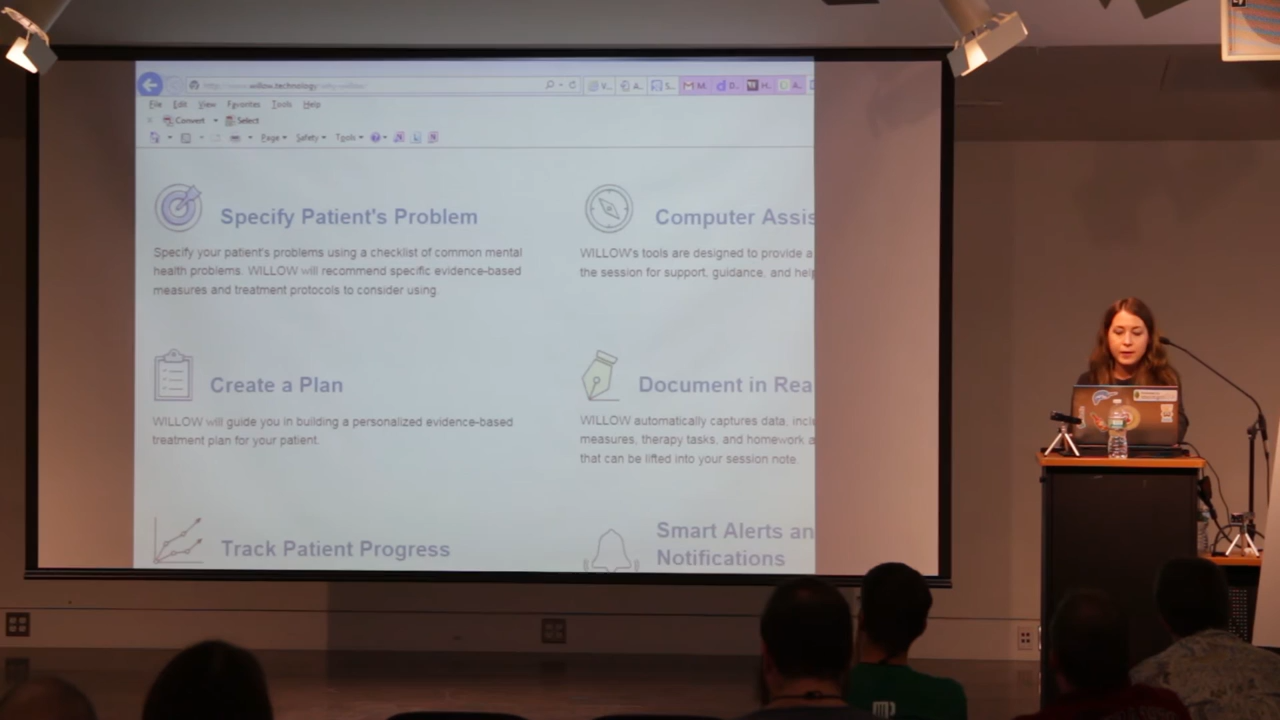 www.willow.technology
V...
A...
S...
M M...
d D...
H...
A...
File Edit View Favorites Tools Help
Convert Select
Page Safety Tools
Specify Patient's Problem
Specify your patient's problems using a checklist of common mental
health problems. WILLOW will recommend specific evidence-based
measures and treatment protocols to consider using.
Computer Assis
WILLOW's tools are designed to provide a
the session for support, guidance, and help
Create a Plan
WILLOW will guide you in building a personalized evidence-based
treatment plan for your patient.
Document in Rea
WILLOW automatically captures data, incl
measures, therapy tasks, and homework a
that can be lifted into your session note
Track Patient Progress
Smart Alerts an
Notifications